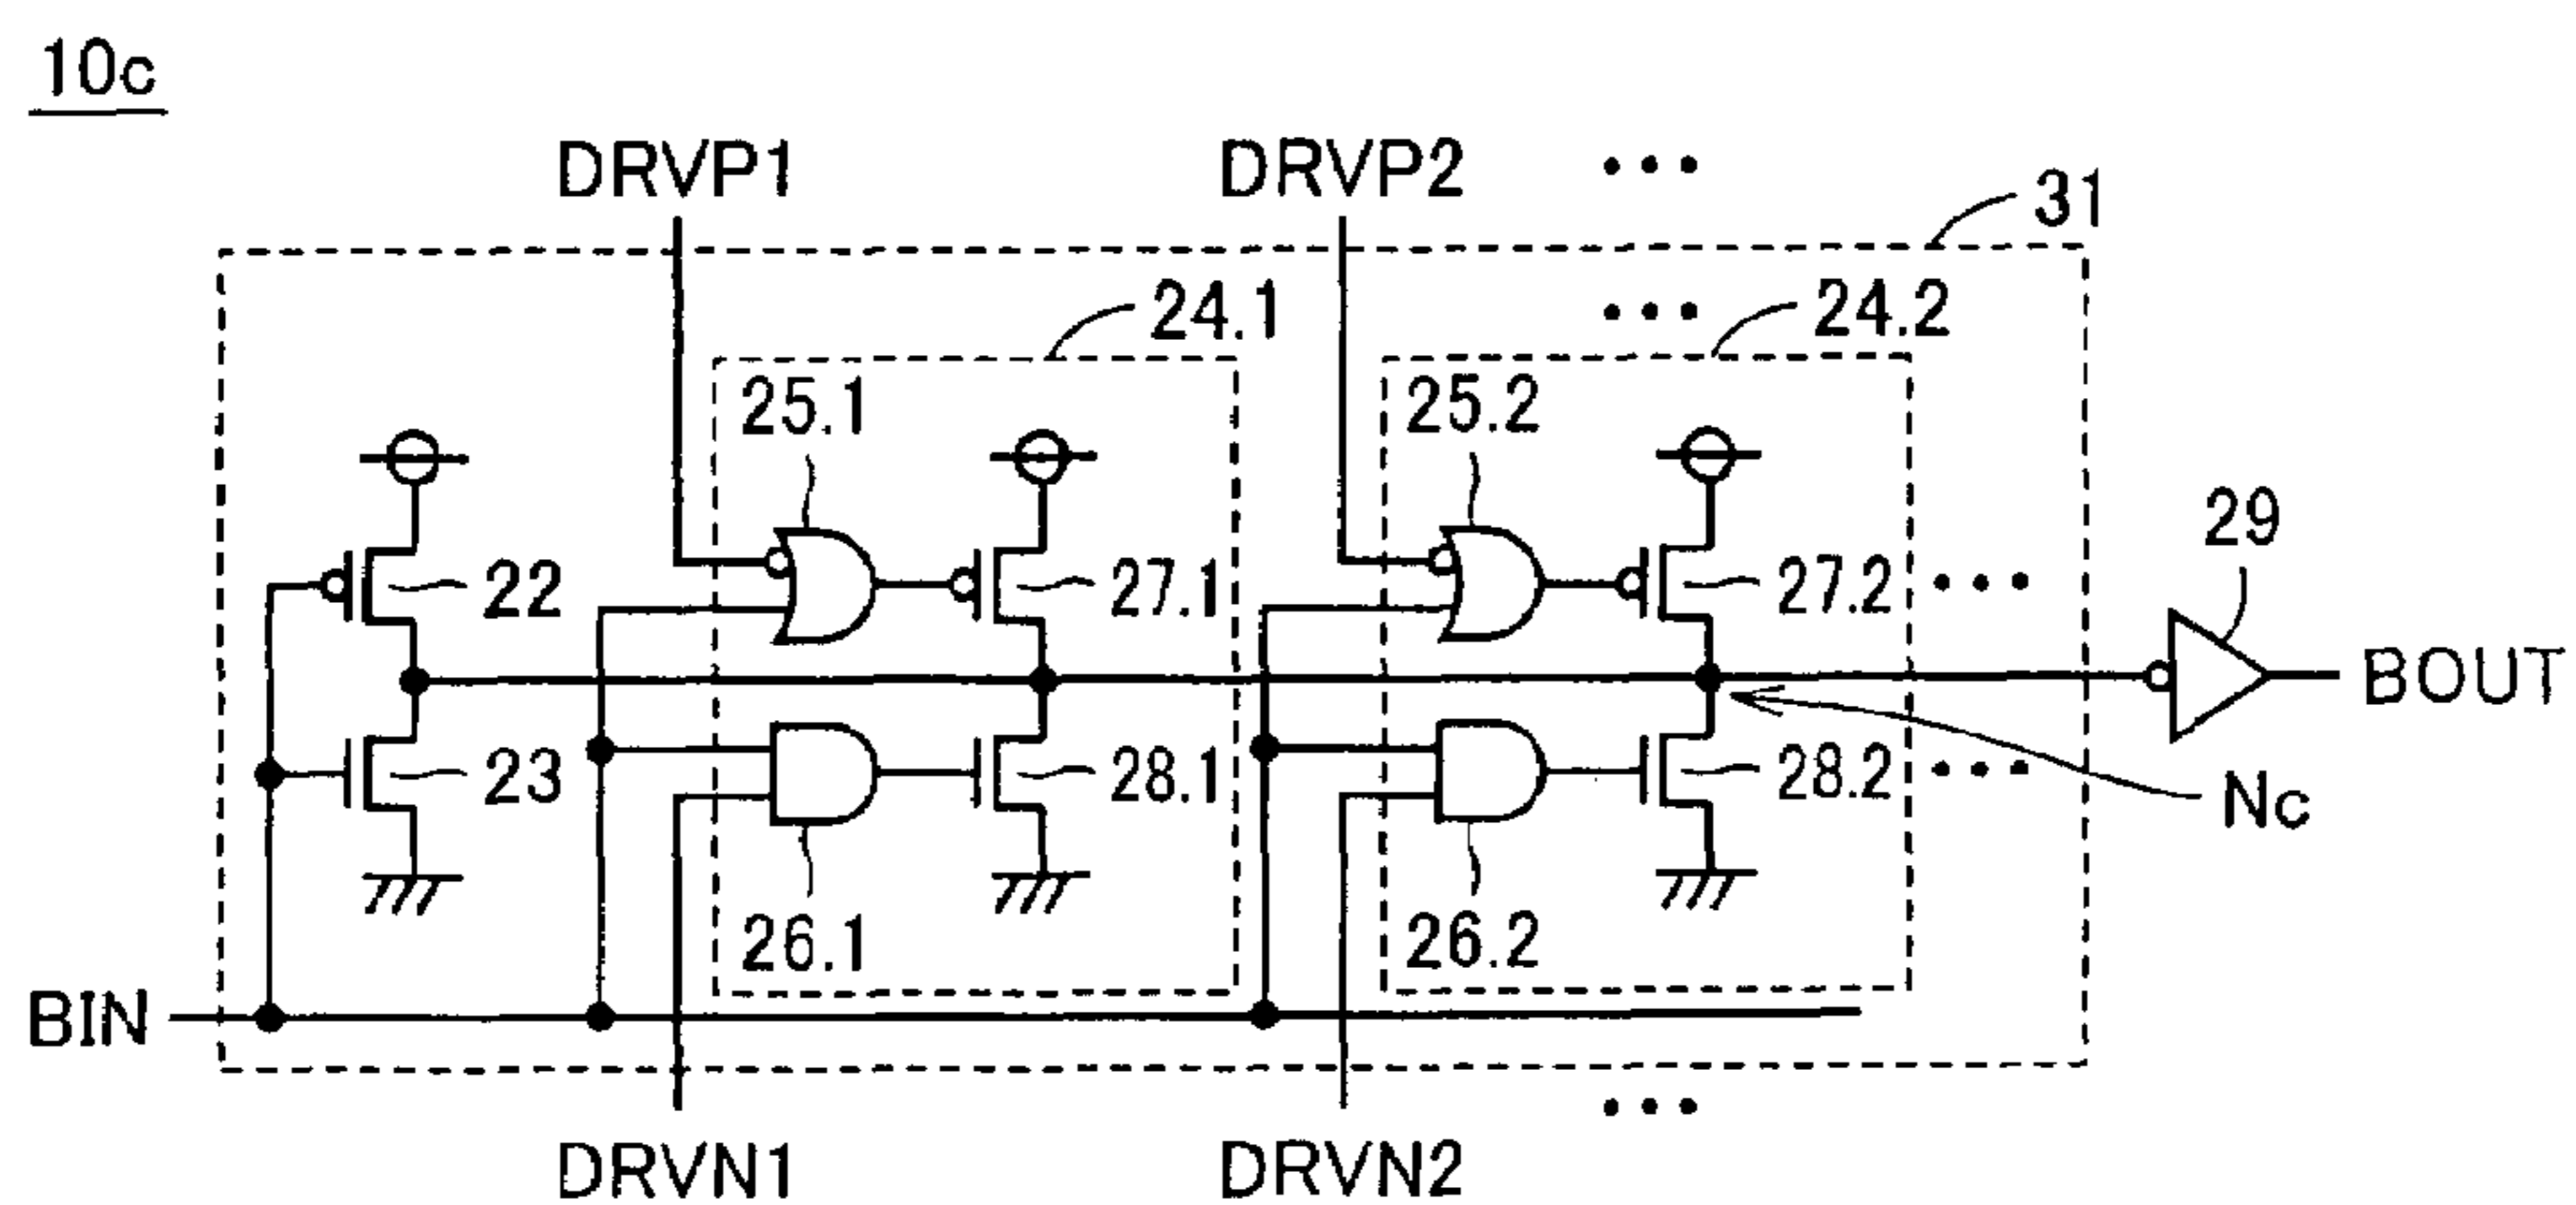 10c
DRVP1 DRVP2 ...
31
24.1 ... 24.2
25.1 25.2
29
22 27.1 27.2 ...
BOUT
23 28.1 28.2 ...
Nc
26.1 26.2
BIN
...
DRVN1 DRVN2